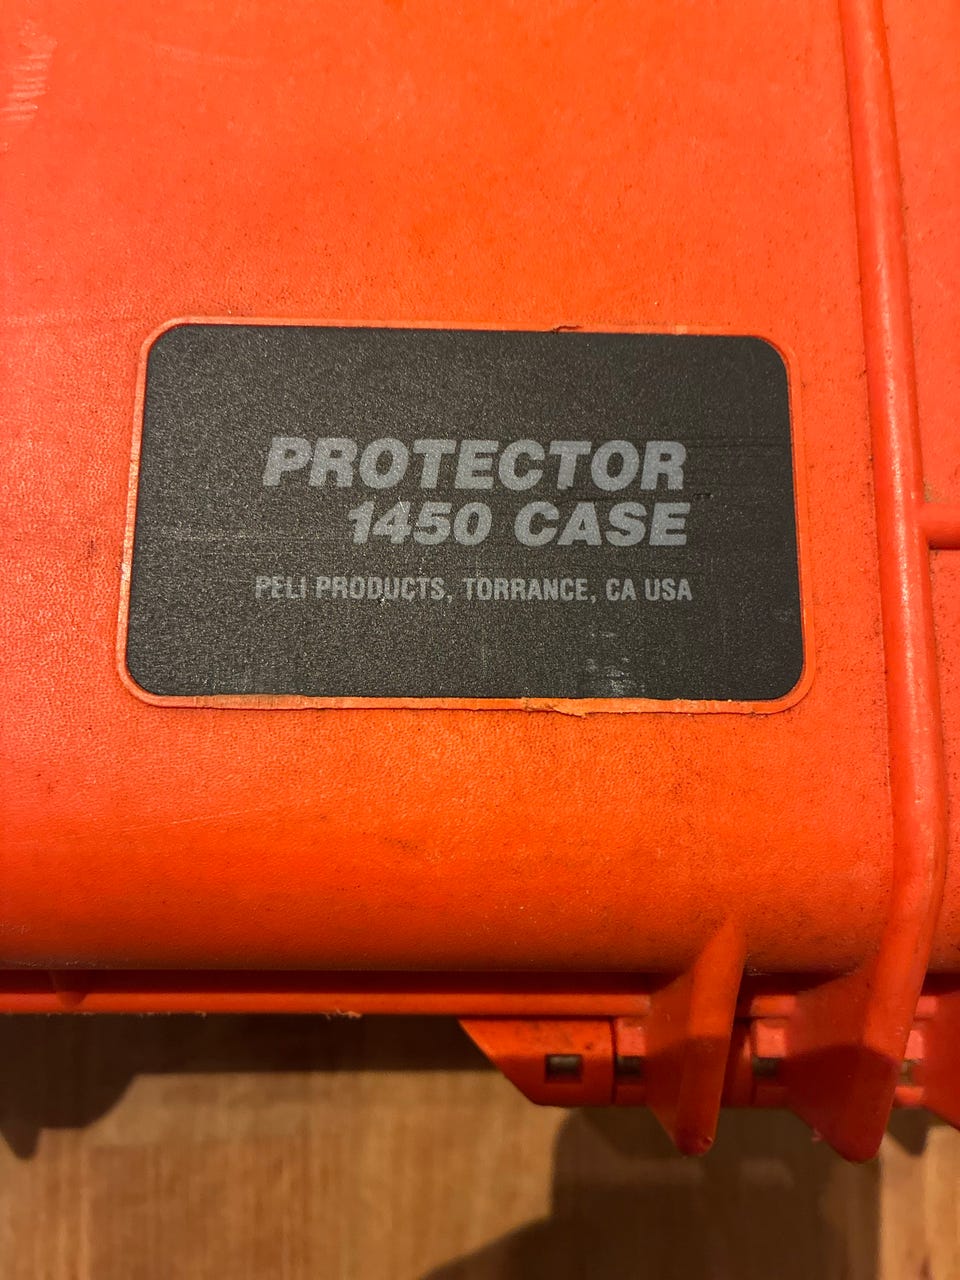 PROTECTOR
1450 CASE
PELI PRODUCTS, TORRANCE, CA USA